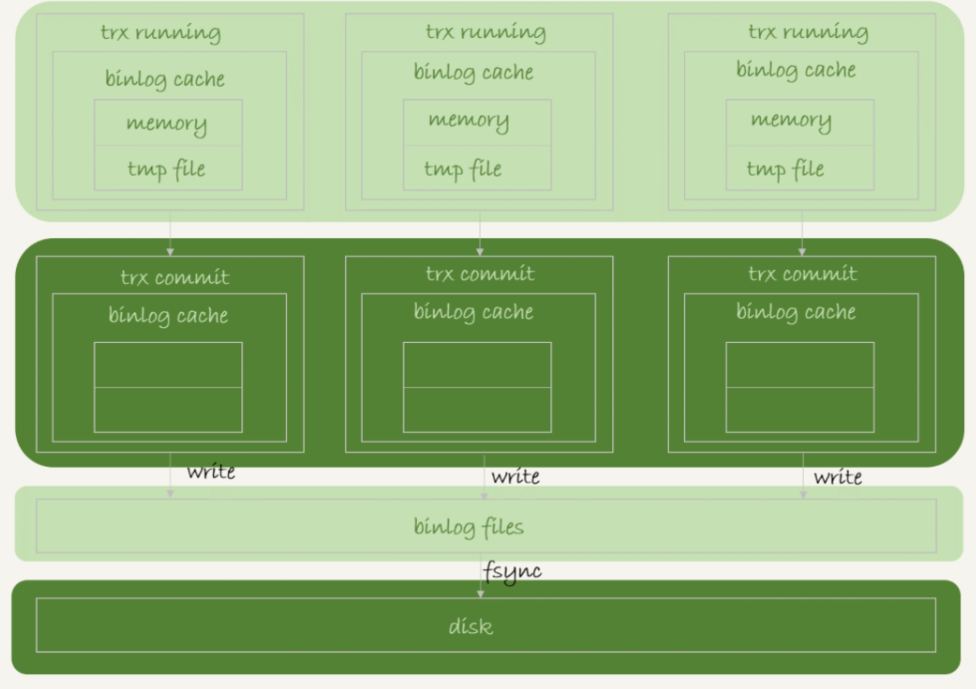 trx running
trx running
trx running
binlog cache
binlog cache
binlog cache
memory
memory
memory
tmp file
tmp file
tmp file
trx commit
trx commit
trx commit
binlog cache
binlog cache
binlog cache
write
write
write
binlog files
fsync
disk